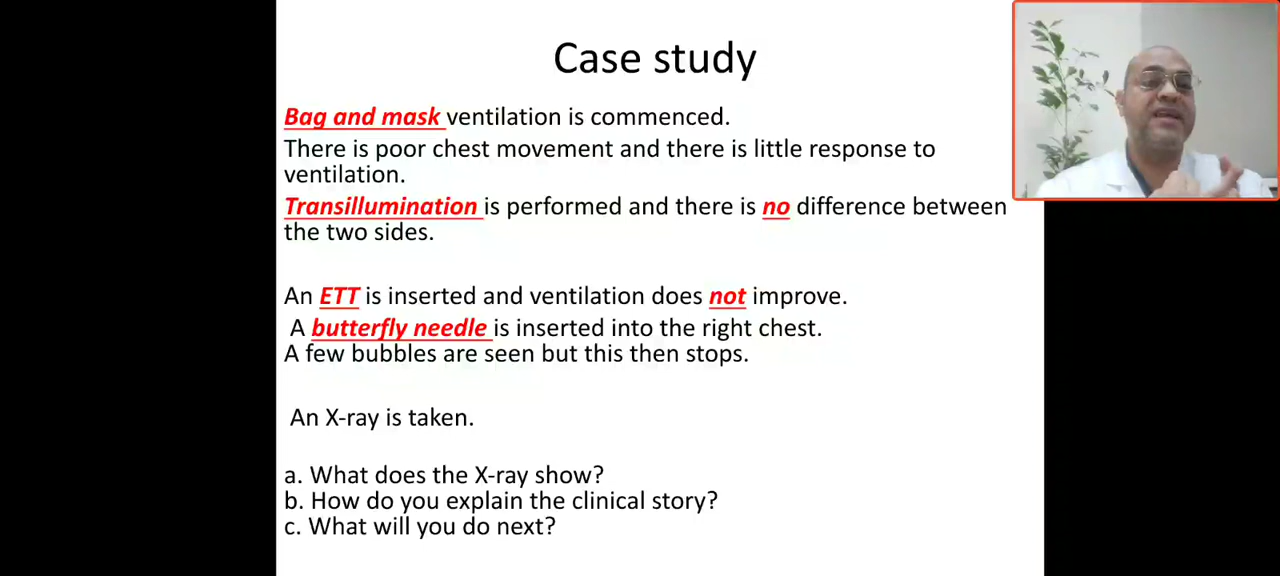 Case study
Bag and mask ventilation is commenced.
There is poor chest movement and there is little response to
ventilation.
Transillumination is performed and there is no difference between
the two sides.
An ETT is inserted and ventilation does not improve.
A butterfly needle is inserted into the right chest.
A few bubbles are seen but this then stops.
An X-ray is taken.
a. What does the X-ray show?
b. How do you explain the clinical story?
c. What will you do next?